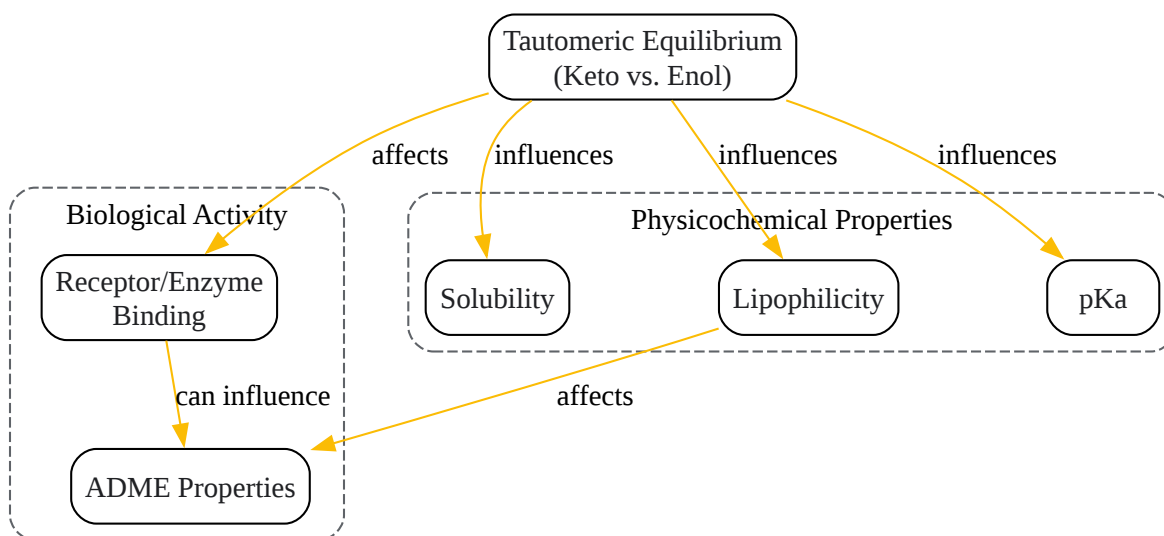 Tautomeric Equilibrium
(Keto vs. Enol)
affects
influences
influences
influences
Biological Activity
Physicochemical Properties
Receptor/Enzyme
Binding
Solubility
Lipophilicity
pKa
can influence
affects
ADME Properties